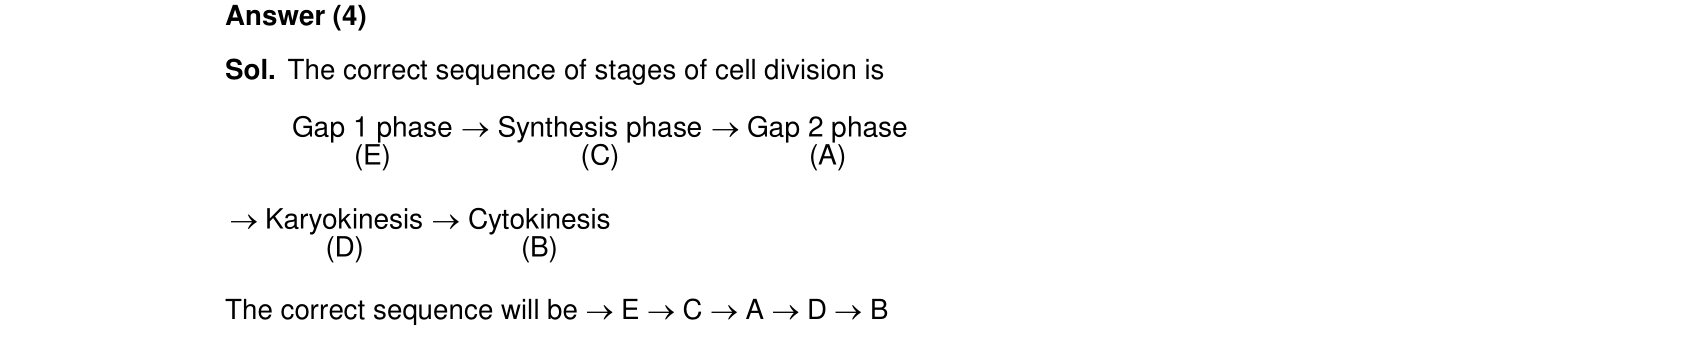 Answer (4)
Sol. The correct sequence of stages of cell division is
Gap 1 phase → Synthesis phase → Gap 2 phase
(E) (C) (A)
→ Karyokinesis → Cytokinesis
(D) (B)
The correct sequence will be → E → C → A → D → B